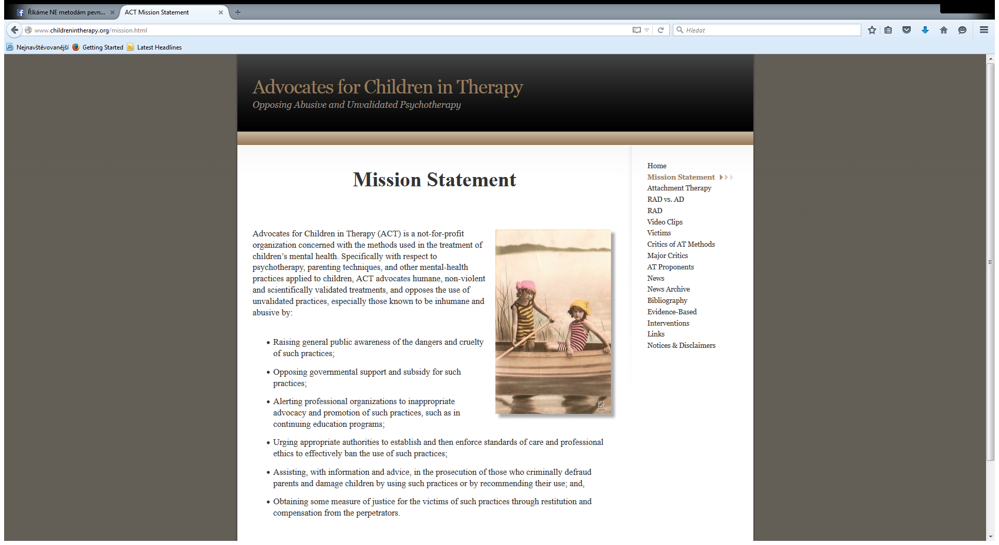 Říkáme NE metodám pevn...
ACT Mission Statement
www.childrenintherapy.org/mission.html
Hledat
Nejnavštěvovanější
Getting Started
Latest Headlines
Advocates for Children in Therapy
Opposing Abusive and Unvalidated Psychotherapy
Mission Statement
Advocates for Children in Therapy (ACT) is a not-for-profit
organization concerned with the methods used in the treatment of
children’s mental health. Specifically with respect to
psychotherapy, parenting techniques, and other mental-health
practices applied to children, ACT advocates humane, non-violent
and scientifically validated treatments, and opposes the use of
unvalidated practices, especially those known to be inhumane and
abusive by:
• Raising general public awareness of the dangers and cruelty
of such practices;
• Opposing governmental support and subsidy for such
practices;
• Alerting professional organizations to inappropriate
advocacy and promotion of such practices, such as in
continuing education programs;
• Urging appropriate authorities to establish and then enforce standards of care and professional
ethics to effectively ban the use of such practices;
• Assisting, with information and advice, in the prosecution of those who criminally defraud
parents and damage children by using such practices or by recommending their use; and,
• Obtaining some measure of justice for the victims of such practices through restitution and
compensation from the perpetrators.
Home
Mission Statement
Attachment Therapy
RAD vs. AD
RAD
Video Clips
Victims
Critics of AT Methods
Major Critics
AT Proponents
News
News Archive
Bibliography
Evidence-Based
Interventions
Links
Notices & Disclaimers